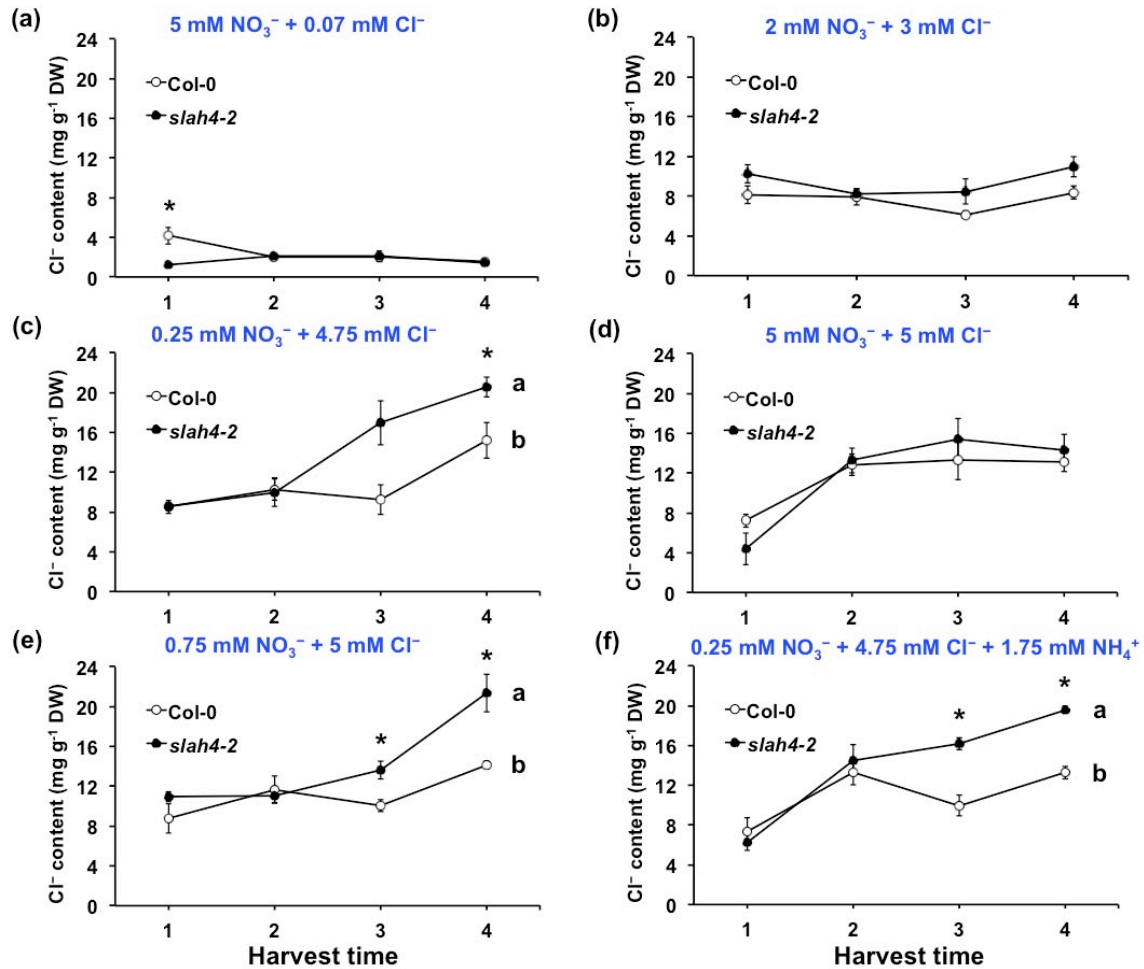 (a)
5 mM NO₃⁻ + 0.07 mM Cl⁻
Cl⁻ content (mg g⁻¹ DW)
24
20
16
12
8
4
0
Col-0
slah4-2
*
1 2 3 4
(b)
2 mM NO₃⁻ + 3 mM Cl⁻
Cl⁻ content (mg g⁻¹ DW)
24
20
16
12
8
4
0
Col-0
slah4-2
1 2 3 4
(c)
0.25 mM NO₃⁻ + 4.75 mM Cl⁻
Cl⁻ content (mg g⁻¹ DW)
24
20
16
12
8
4
0
Col-0
slah4-2
*
a
b
1 2 3 4
(d)
5 mM NO₃⁻ + 5 mM Cl⁻
Cl⁻ content (mg g⁻¹ DW)
24
20
16
12
8
4
0
Col-0
slah4-2
1 2 3 4
(e)
0.75 mM NO₃⁻ + 5 mM Cl⁻
Cl⁻ content (mg g⁻¹ DW)
24
20
16
12
8
4
0
Col-0
slah4-2
*
*
a
b
1 2 3 4
Harvest time
(f)
0.25 mM NO₃⁻ + 4.75 mM Cl⁻ + 1.75 mM NH₄⁺
Cl⁻ content (mg g⁻¹ DW)
24
20
16
12
8
4
0
Col-0
slah4-2
*
*
a
b
1 2 3 4
Harvest time